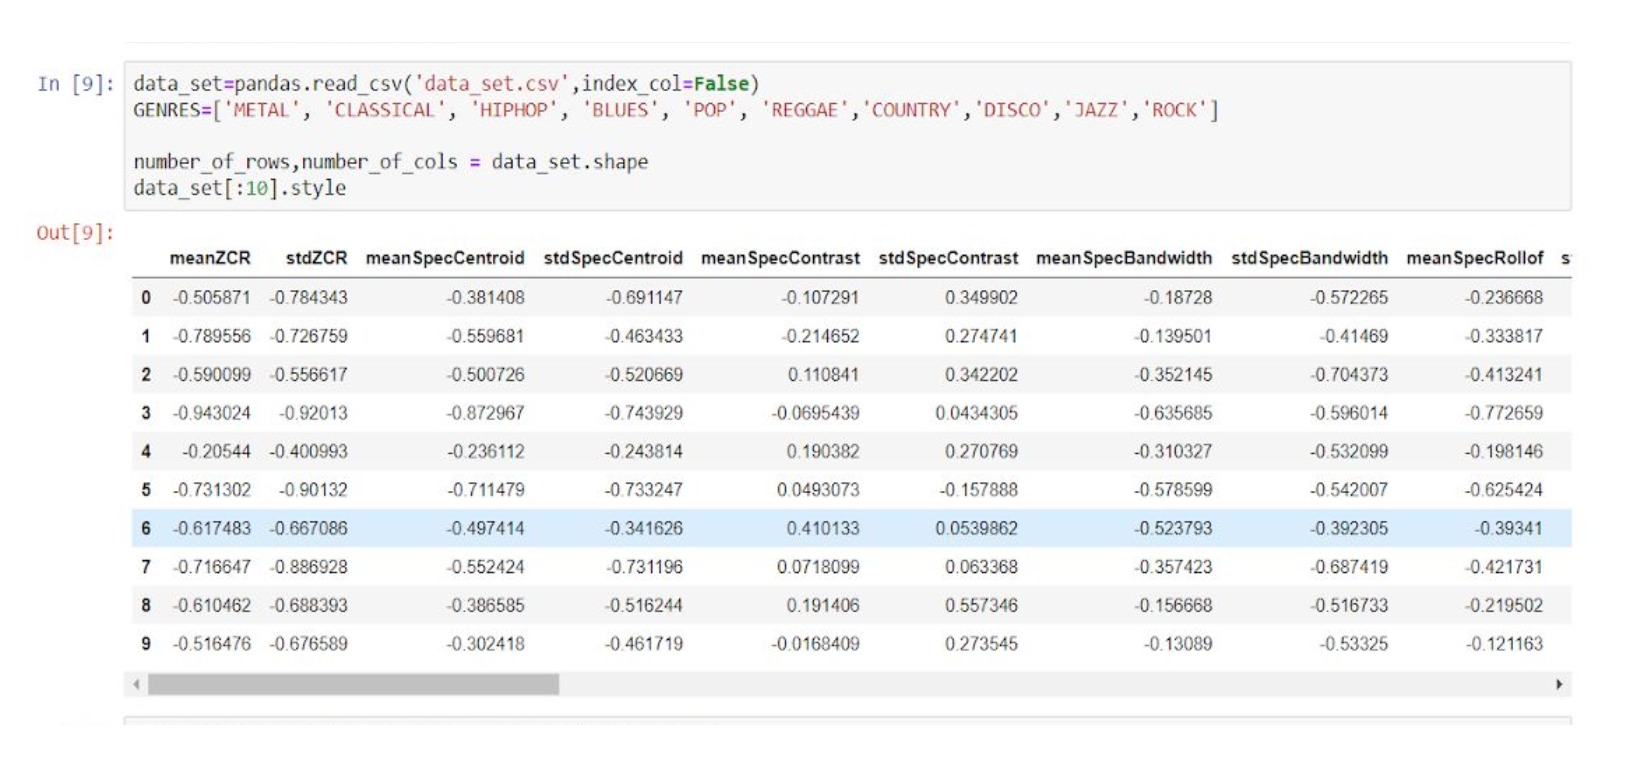 In [9]: data_set=pandas.read_csv('data_set.csv',index_col=False)
GENRES=['METAL', 'CLASSICAL', 'HIPHOP', 'BLUES', 'POP', 'REGGAE','COUNTRY','DISCO','JAZZ','ROCK']
number_of_rows,number_of_cols = data_set.shape
data_set[:10].style
Out[9]:
meanZCR stdZCR meanSpecCentroid stdSpecCentroid meanSpecContrast stdSpecContrast meanSpecBandwidth stdSpecBandwidth meanSpecRollof s
0 -0.505871 -0.784343 -0.381408 -0.691147 -0.107291 0.349902 -0.18728 -0.572265 -0.236668
1 -0.789556 -0.726759 -0.559681 -0.463433 -0.214652 0.274741 -0.139501 -0.41469 -0.333817
2 -0.590099 -0.556617 -0.500726 -0.520669 0.110841 0.342202 -0.352145 -0.704373 -0.413241
3 -0.943024 -0.92013 -0.872967 -0.743929 -0.0695439 0.0434305 -0.635685 -0.596014 -0.772659
4 -0.20544 -0.400993 -0.236112 -0.243814 0.190382 0.270769 -0.310327 -0.532099 -0.198146
5 -0.731302 -0.90132 -0.711479 -0.733247 0.0493073 -0.157888 -0.578599 -0.542007 -0.625424
6 -0.617483 -0.667086 -0.497414 -0.341626 0.410133 0.0539862 -0.523793 -0.392305 -0.39341
7 -0.716647 -0.886928 -0.552424 -0.731196 0.0718099 0.063368 -0.357423 -0.687419 -0.421731
8 -0.610462 -0.688393 -0.386585 -0.516244 0.191406 0.557346 -0.156668 -0.516733 -0.219502
9 -0.516476 -0.676589 -0.302418 -0.461719 -0.0168409 0.273545 -0.13089 -0.53325 -0.121163